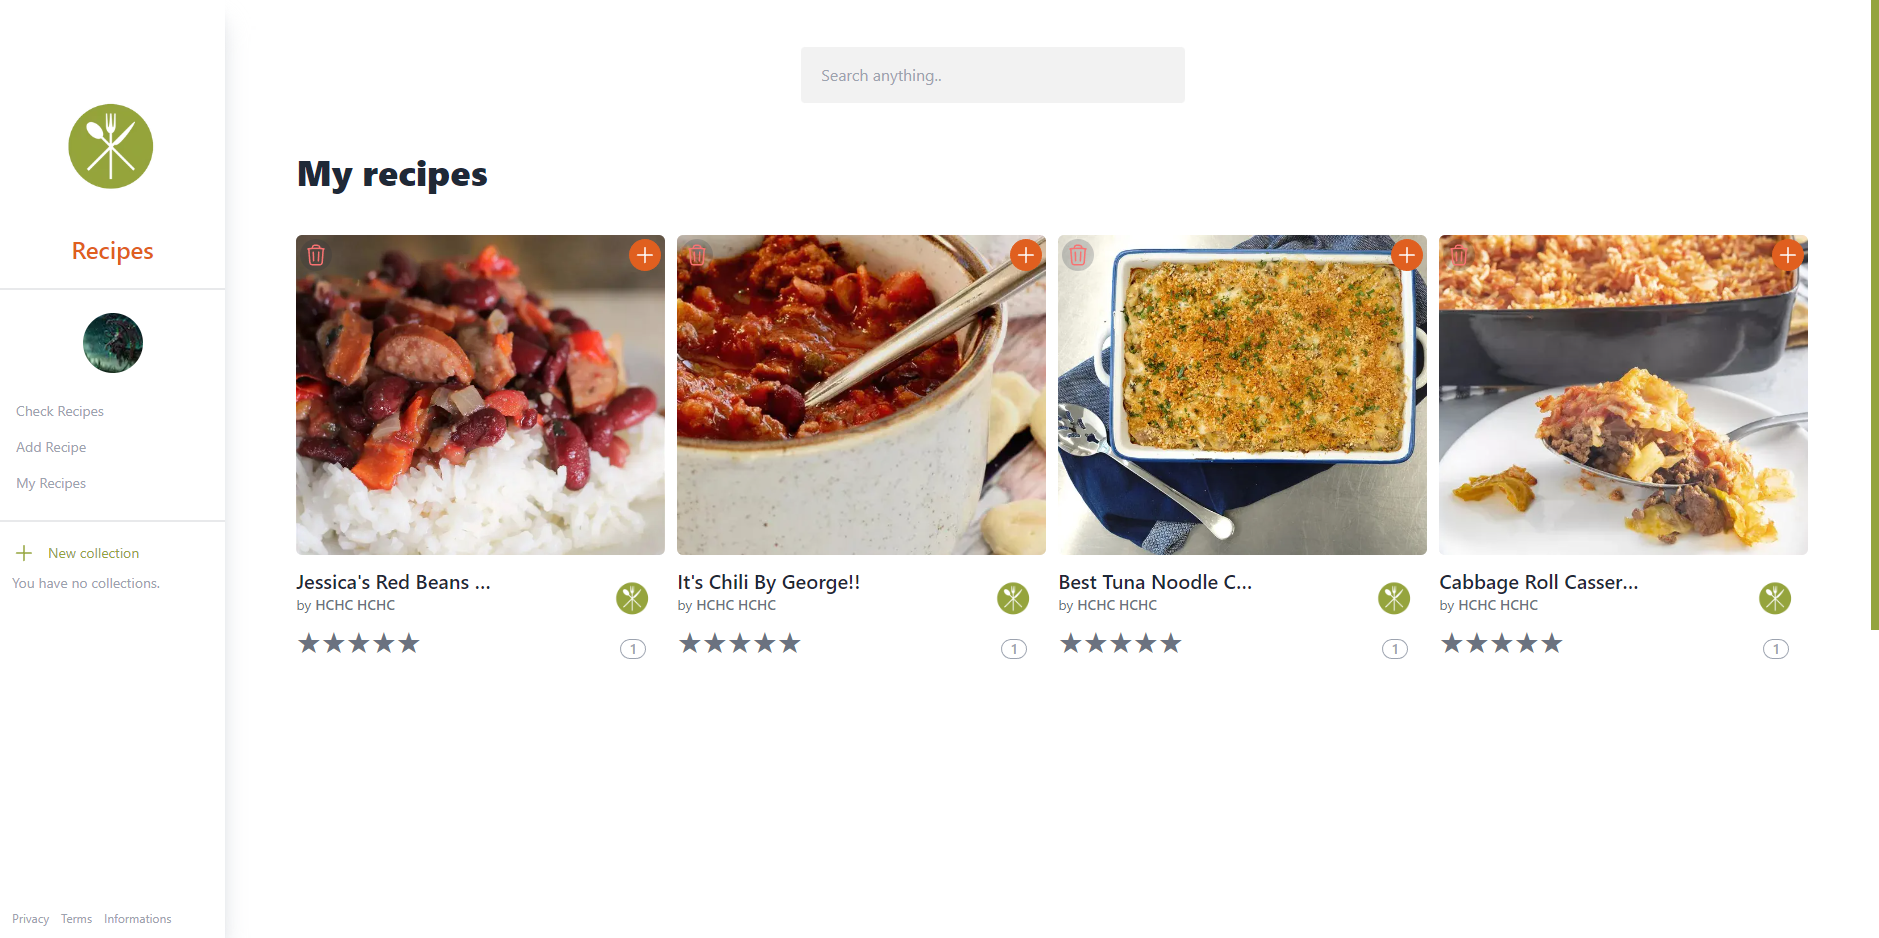 Search anything..
My recipes
Recipes
Check Recipes
Add Recipe
My Recipes
New collection
You have no collections.
Jessica's Red Beans ...
by HCHC HCHC
★★★★★
1
It's Chili By George!!
by HCHC HCHC
★★★★★
1
Best Tuna Noodle C...
by HCHC HCHC
★★★★★
1
Cabbage Roll Casser...
by HCHC HCHC
★★★★★
1
Privacy Terms Informations